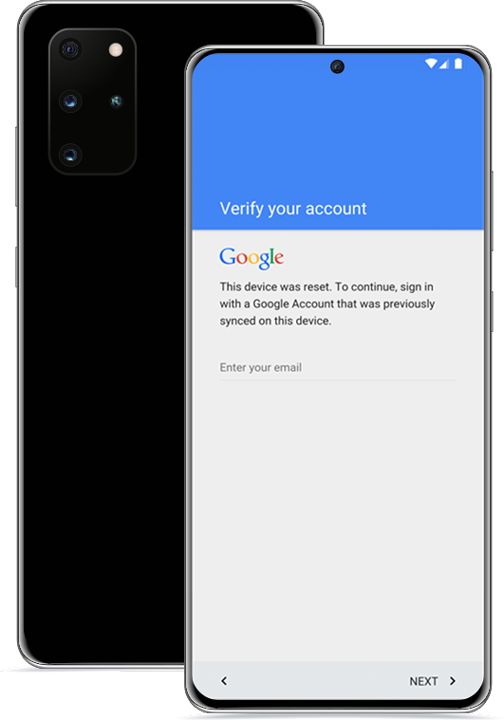 Verify your account
Google
This device was reset. To continue, sign in
with a Google Account that was previously
synced on this device.
Enter your email
NEXT